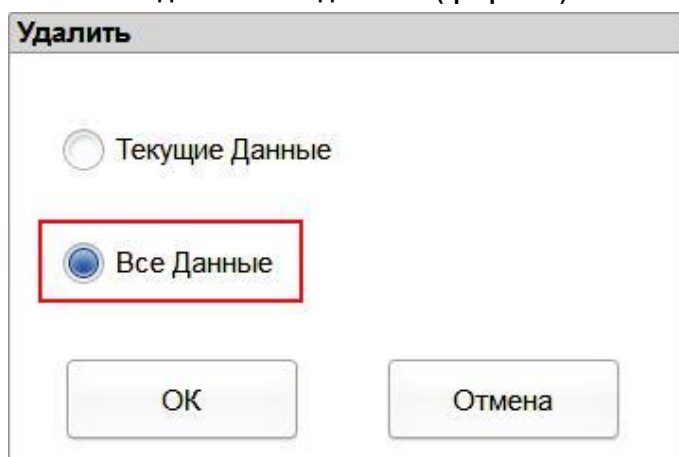 Удалить
Текущие Данные
Все Данные
ОК
Отмена